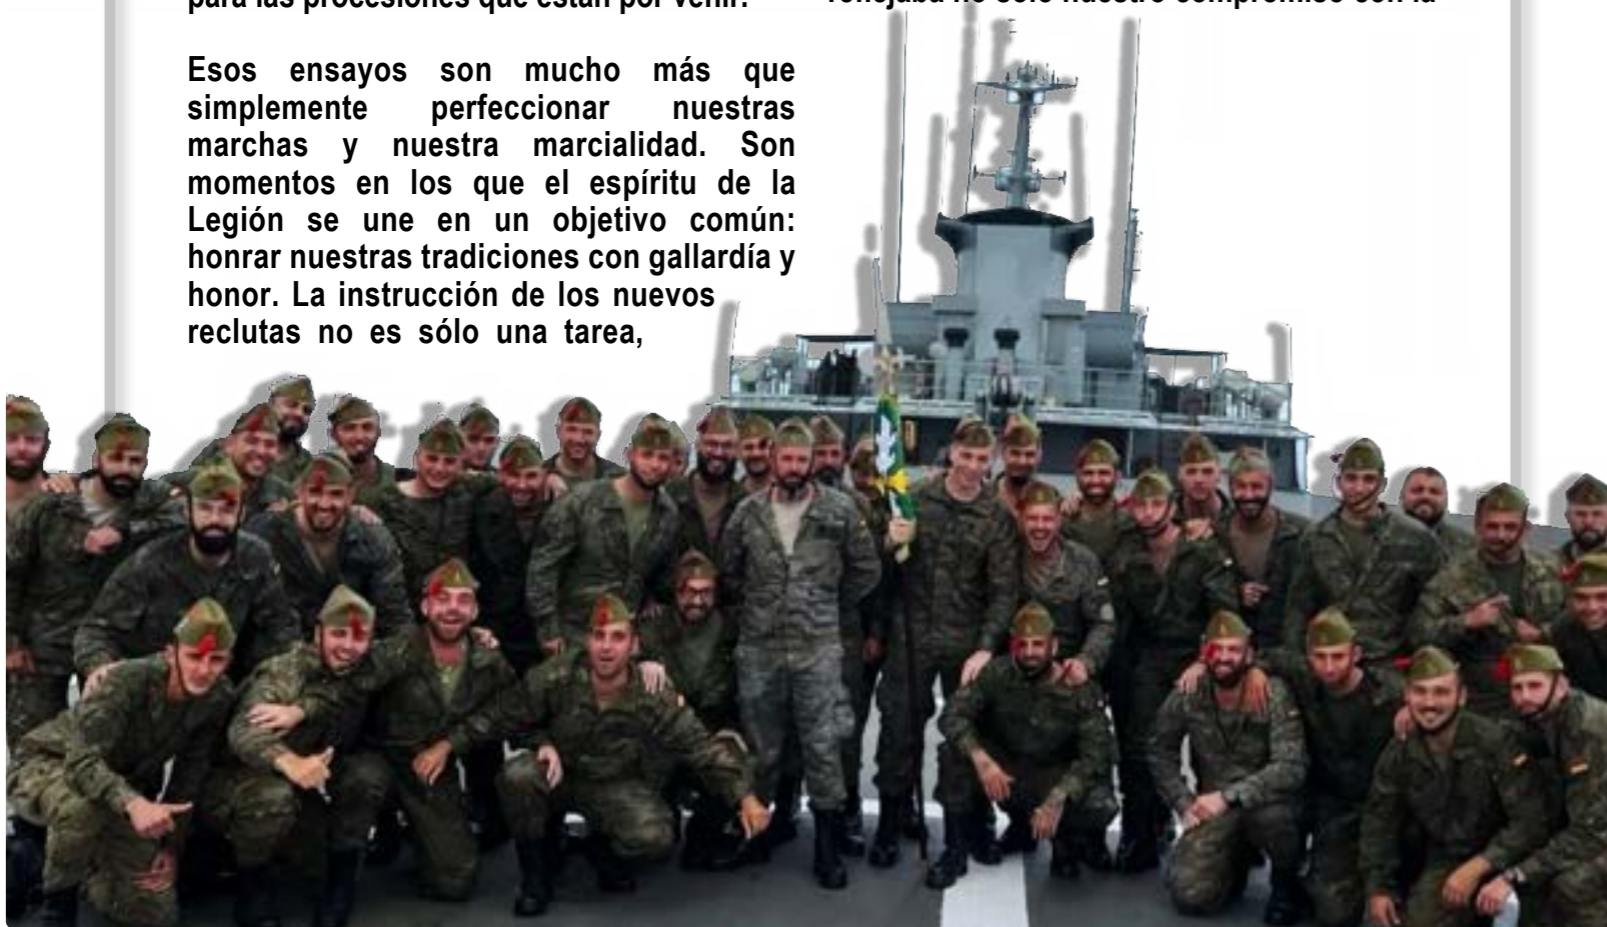 para las procesiones que están por venir.
reflejaba no sólo nuestro compromiso con la
Esos ensayos son mucho más que
simplemente perfeccionar nuestras
marchas y nuestra marcialidad. Son
momentos en los que el espíritu de la
Legión se une en un objetivo común:
honrar nuestras tradiciones con gallardía y
honor. La instrucción de los nuevos
reclutas no es sólo una tarea,